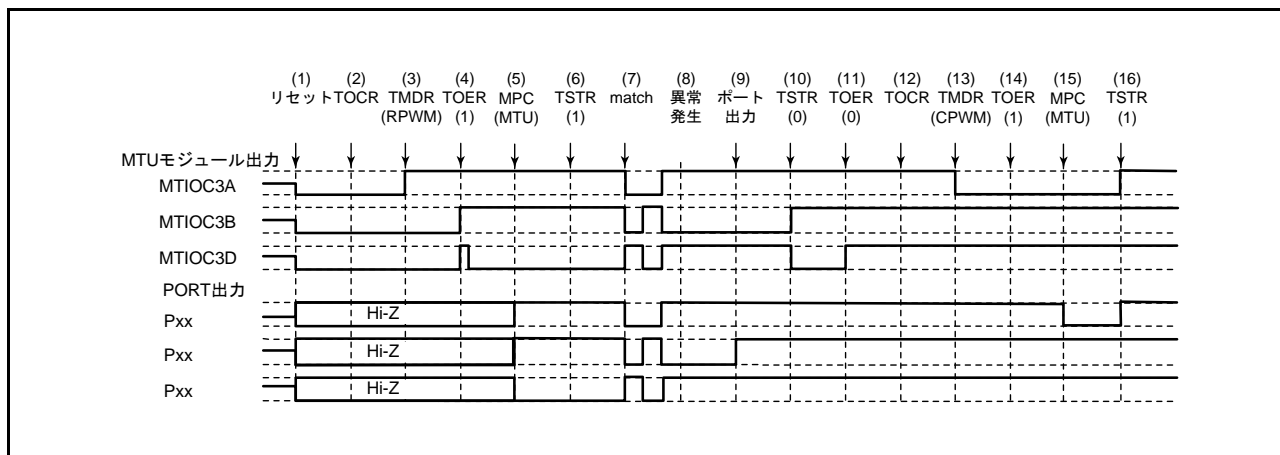 (1) (2) (3) (4) (5) (6) (7) (8) (9) (10) (11) (12) (13) (14) (15) (16)
リセット TOCR TMDR TOER MPC TSTR match 異常 ポート TSTR TOER TOCR TMDR TOER MPC TSTR
(RPWM) (1) (MTU) (1) 発生 出力 (0) (0) (CPWM) (1) (MTU) (1)
MTUモジュール出力
MTIOC3A
MTIOC3B
MTIOC3D
PORT出力
Pxx Hi-Z
Pxx Hi-Z
Pxx Hi-Z